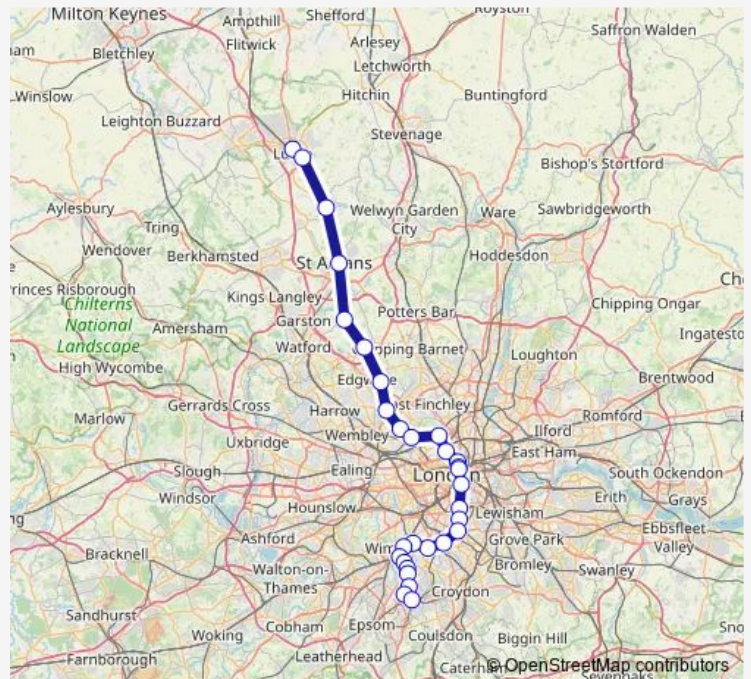 Milton Keynes
Ampthill
Shefford
Royston
Saffron Walden
Flitwick
Arlesey
Bletchley
Letchworth
Winslow
Hitchin
Buntingford
Leighton Buzzard
Stevenage
Bishop's Stortford
Aylesbury
Welwyn Garden
City
Ware
Sawbridgeworth
Tring
Wendover
Berkhamsted
Hoddesdon
Princes Risborough
Kings Langley
Chipping Ongar
Chilterns
National
Landscape
Amersham
Garston
Potters Bar
Watford
Loughton
High Wycombe
Brentwood
Gerrards Cross
Harrow
Marlow
Romford
Uxbridge
Wembley
Ilford
East Ham
Slough
Ealing
South Ockendon
Windsor
Hounslow
Lewisham
Erith
Grays
Ashford
Grove Park
Ebbsfleet
Valley
Bracknell
Bromley
Swanley
Walton-on-
Thames
Croydon
Sandhurst
Cobham
Epsom
Woking
Coulsdon
Biggin Hill
Farnborough
Leatherhead
© OpenStreetMap contributors